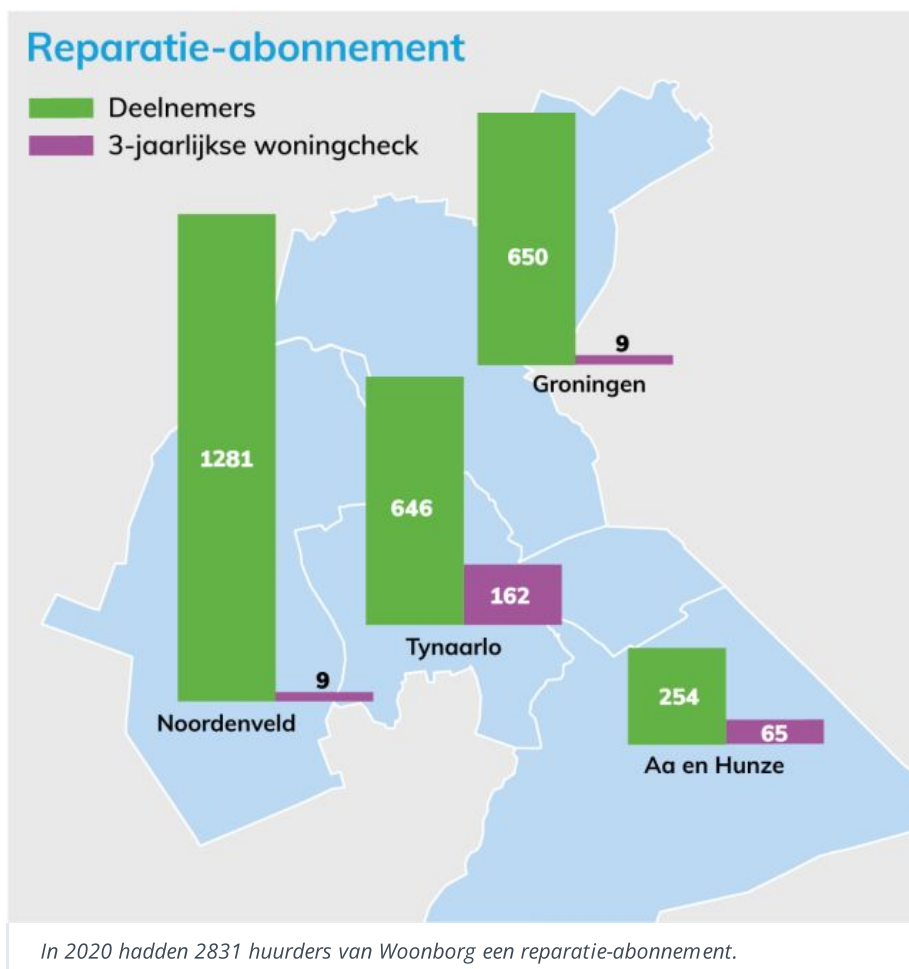 Reparatie-abonnement
Deelnemers
3-jaarlijkse woningcheck
650
9
Groningen
1281
9
Noordenveld
646
162
Tynaarlo
254
65
Aa en Hunze
In 2020 hadden 2831 huurders van Woonborg een reparatie-abonnement.